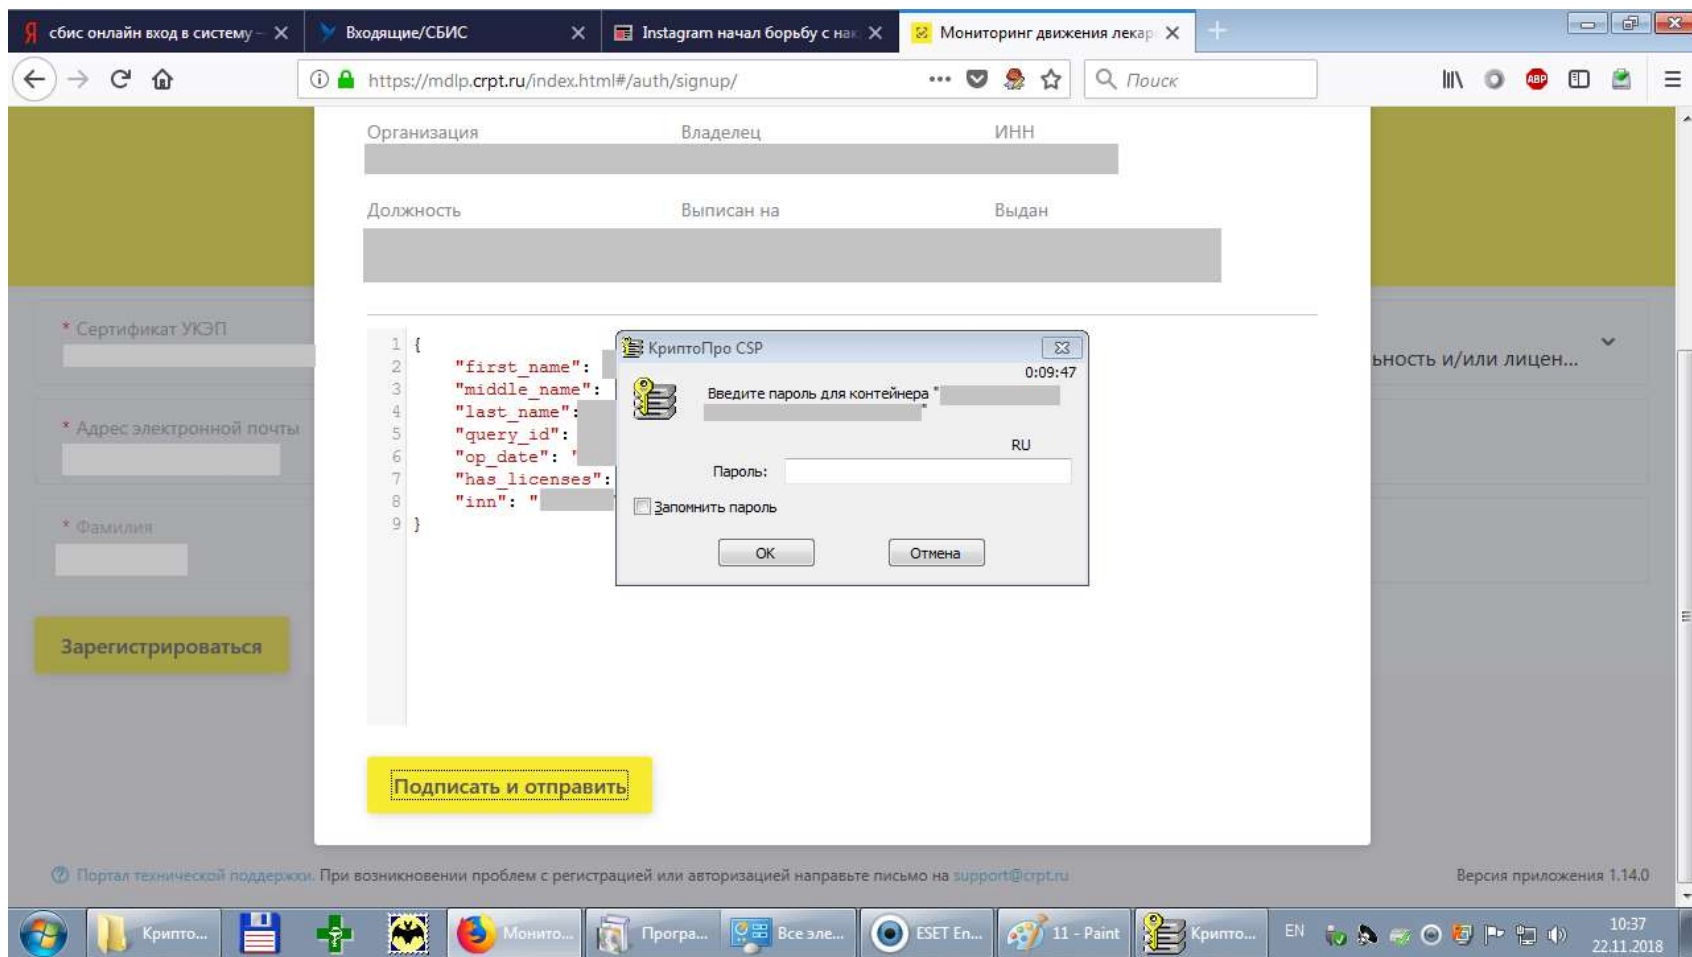 сбис онлайн вход в систему –
Входящие/СБИС
Instagram начал борьбу с нак
Мониторинг движения лекар
https://mdlp.crpt.ru/index.html#/auth/signup/
Поиск
ABP
Организация Владелец ИНН
Должность Выписан на Выдан
* Сертификат УКЭП
ьность и/или лицен...
* Адрес электронной почты
* Фамилия
Зарегистрироваться
1 {
2 "first_name":
3 "middle_name":
4 "last_name":
5 "query_id":
6 "op_date": "
7 "has_licenses":
8 "inn": "
9 }
КриптоПро CSP
0:09:47
Введите пароль для контейнера "
"
RU
Пароль:
Запомнить пароль
ОК Отмена
Подписать и отправить
Портал технической поддержки. При возникновении проблем с регистрацией или авторизацией направьте письмо на support@crpt.ru
Версия приложения 1.14.0
Крипто...
Монито...
Програ...
Все эле...
ESET En...
11 - Paint
Крипто...
EN
10:37
22.11.2018